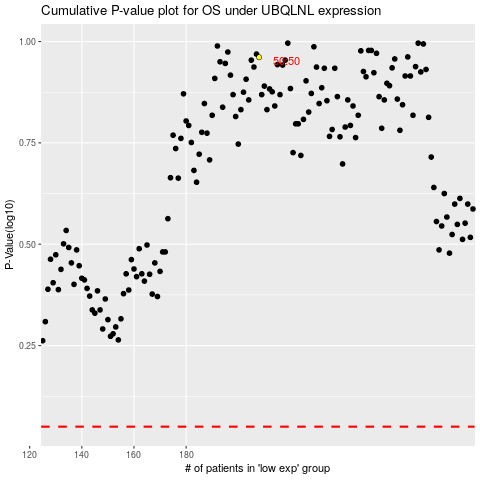 Cumulative P-value plot for OS under UBQLNL expression
P-Value(log10)
1.00
0.75
0.50
0.25
50:50
120 140 160 180
# of patients in 'low exp' group